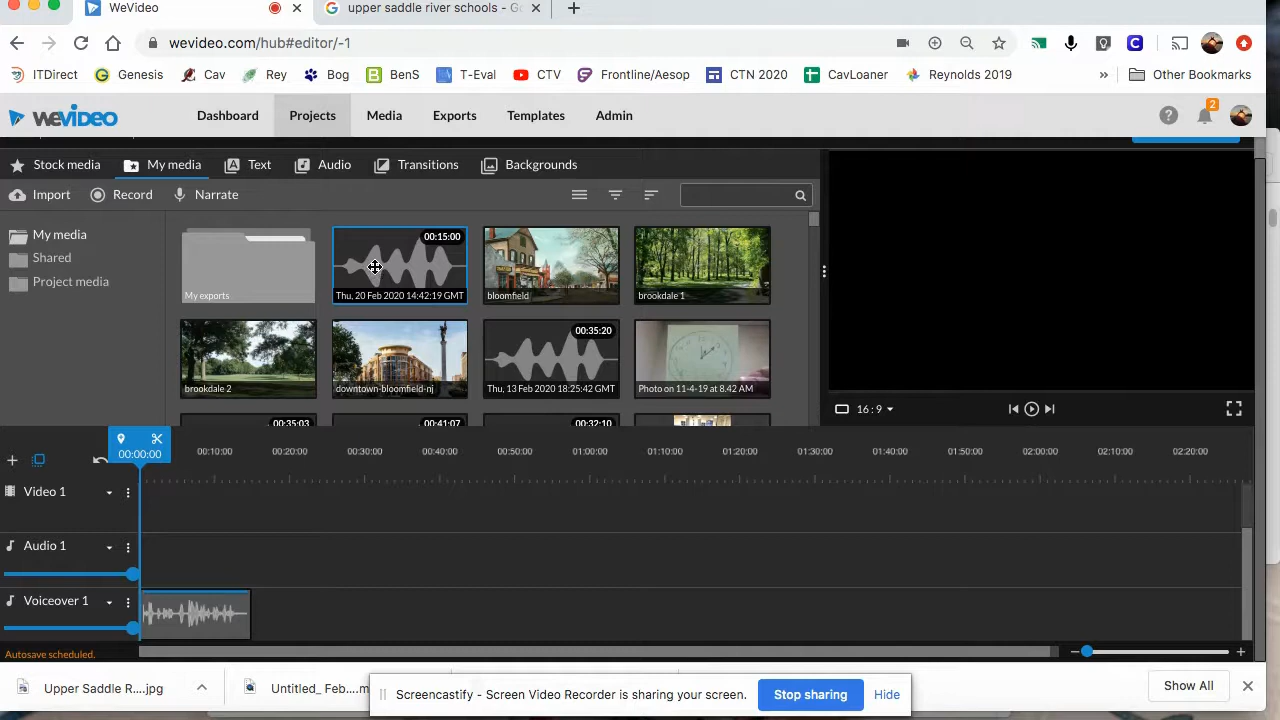 WeVideo
upper saddle river schools - G
wevideo.com/hub#editor/-1
ITDirect Genesis Cav Rey Bog BenS T-Eval CTV Frontline/Aesop CTN 2020 CavLoaner Reynolds 2019 » Other Bookmarks
WEVIDEO Dashboard Projects Media Exports Templates Admin 2
Stock media My media Text Audio Transitions Backgrounds
Import Record Narrate
My media
Shared
Project media
My exports
00:15:00
Thu, 20 Feb 2020 14:42:19 GMT
bloomfield
brookdale 1
brookdale 2
downtown-bloomfield-nj
00:35:20
Thu, 13 Feb 2020 18:25:42 GMT
Photo on 11-4-19 at 8.42 AM
00:35:03
00:41:07
00:32:10
16:9
00:00:00 00:10:00 00:20:00 00:30:00 00:40:00 00:50:00 01:00:00 01:10:00 01:20:00 01:30:00 01:40:00 01:50:00 02:00:00 02:10:00 02:20:00
Video 1
Audio 1
Voiceover 1
Autosave scheduled.
Upper Saddle R....jpg
Untitled_ Feb....m
Screencastify - Screen Video Recorder is sharing your screen.
Stop sharing
Hide
Show All